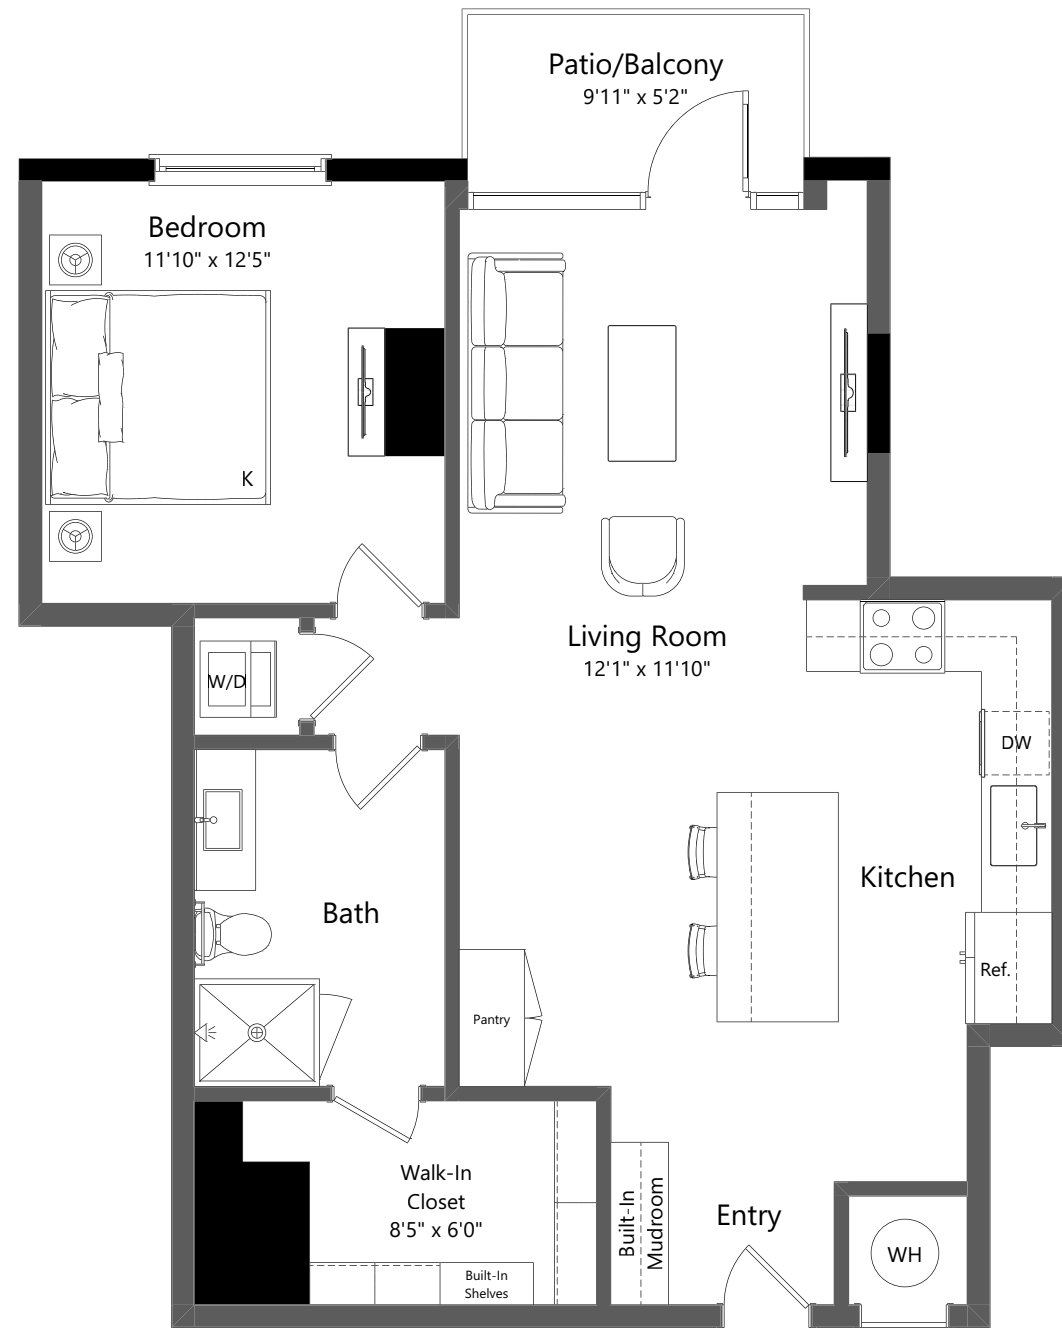 Patio/Balcony
9'11" x 5'2"
Bedroom
11'10" x 12'5"
K
Living Room
12'1" x 11'10"
W/D
DW
Kitchen
Bath
Ref.
Pantry
Walk-In
Closet
8'5" x 6'0"
Built-In
Shelves
Built-In
Mudroom
Entry
WH